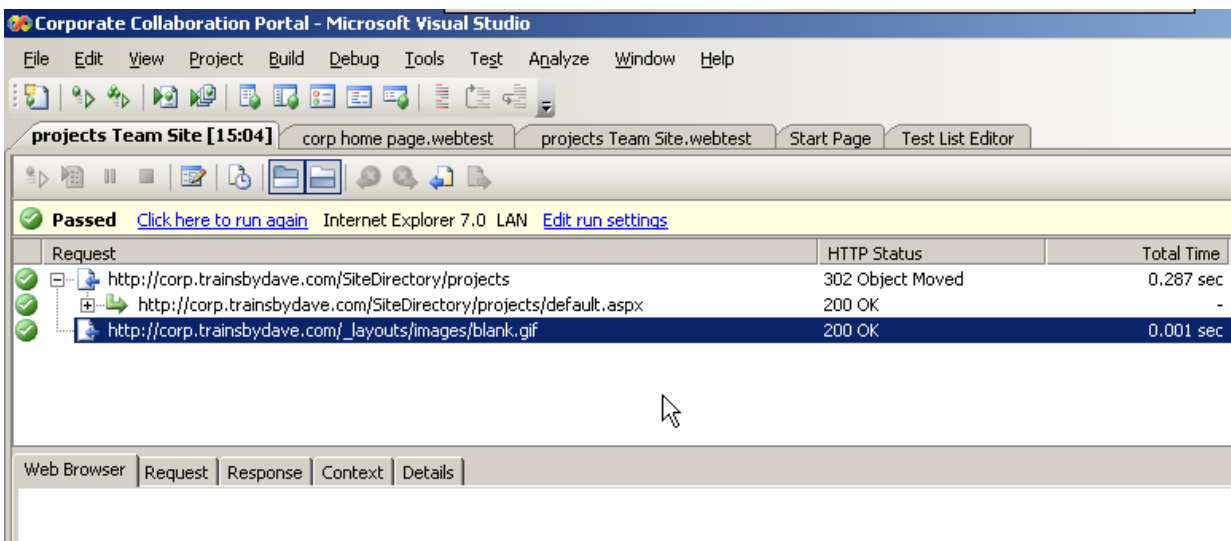 Corporate Collaboration Portal - Microsoft Visual Studio
File Edit View Project Build Debug Tools Test Analyze Window Help
projects Team Site [15:04] corp home page.webtest projects Team Site.webtest Start Page Test List Editor
Passed Click here to run again Internet Explorer 7.0 LAN Edit run settings
Request HTTP Status Total Time
http://corp.trainsbydave.com/SiteDirectory/projects 302 Object Moved 0.287 sec
http://corp.trainsbydave.com/SiteDirectory/projects/default.aspx 200 OK -
http://corp.trainsbydave.com/_layouts/images/blank.gif 200 OK 0.001 sec
Web Browser Request Response Context Details